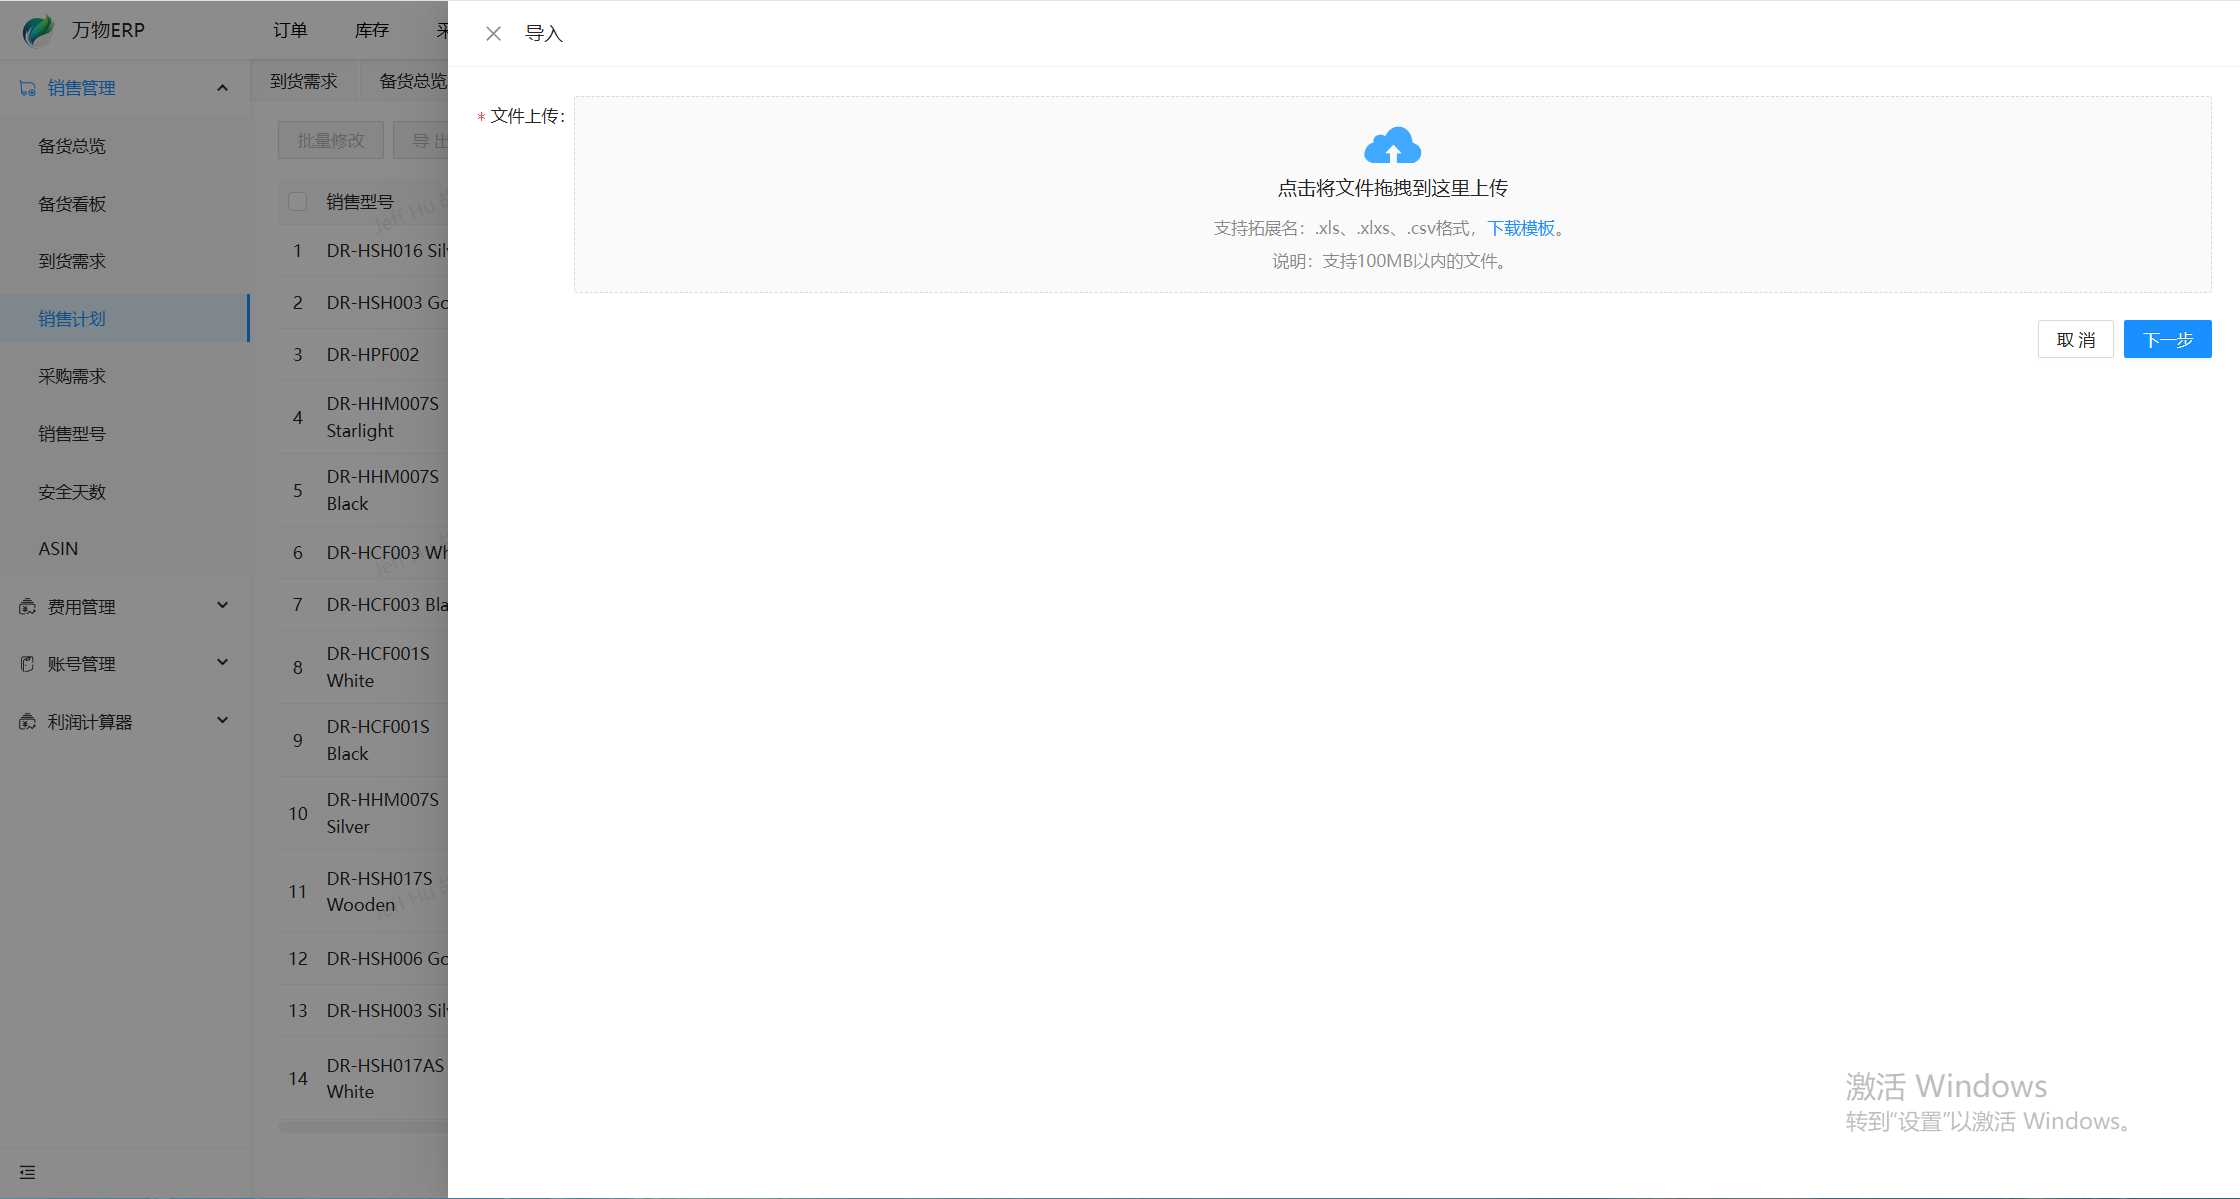 万物ERP
订单
库存
销售管理
备货总览
备货看板
到货需求
销售计划
采购需求
销售型号
安全天数
ASIN
费用管理
账号管理
利润计算器
到货需求
备货总览
批量修改
导 出
销售型号
1 DR-HSH016
2 DR-HSH003
3 DR-HPF002
4 DR-HHM007S
Starlight
5 DR-HHM007S
Black
6 DR-HCF003
7 DR-HCF003
8 DR-HCF001S
White
9 DR-HCF001S
Black
10 DR-HHM007S
Silver
11 DR-HSH017S
Wooden
12 DR-HSH006
13 DR-HSH003
14 DR-HSH017AS
White
Jeff Hu
导入
* 文件上传:
点击将文件拖拽到这里上传
支持拓展名：.xls、.xlxs、.csv格式，下载模板。
说明：支持100MB以内的文件。
取 消
下一步
激活 Windows
转到“设置”以激活 Windows。